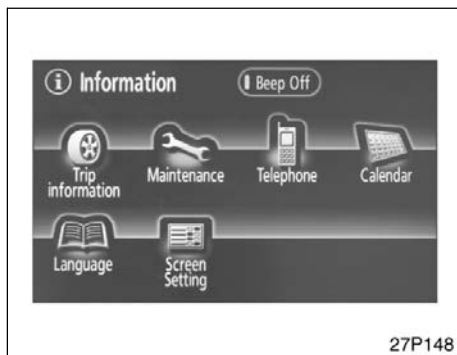 i Information
Beep Off
Trip
information
Maintenance
Telephone
Calendar
Language
Screen
Setting
27P148